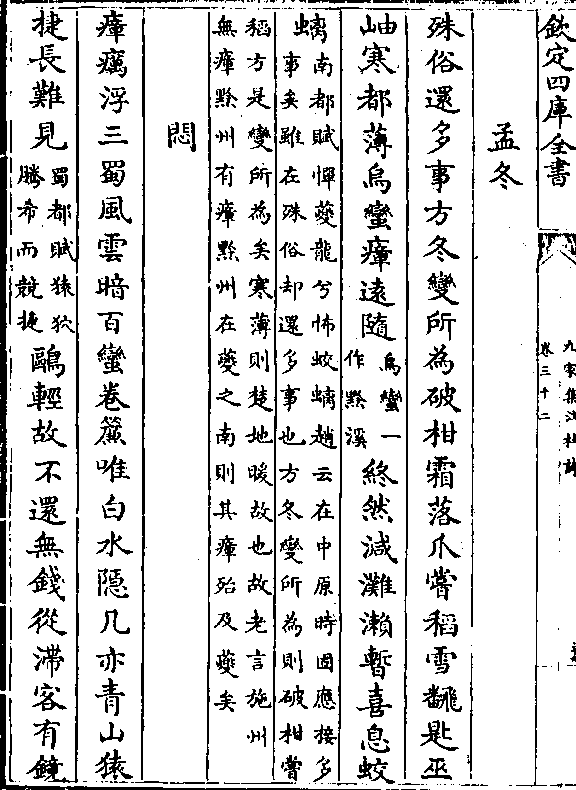 欽定四庫全書
九家集注杜詩
卷三十二
孟冬
殊俗還多事方冬變所為破柑霜落爪嘗稻雪飜匙巫
岫寒都薄烏蠻瘴遠隨
烏蠻一
作黔溪
終然減灘瀨暫喜息蛟
螭
南都賦憚夔龍兮怖蛟螭趙云在中原時固應接多
事矣雖在殊俗却還多事也方冬變所為則破柑嘗
稻方是變所為矣寒薄則楚地暖故也故老言施州
無瘴黔州有瘴黔州在夔之南則其瘴殆及夔矣
悶
瘴癘浮三蜀風雲暗百蠻卷簾唯白水隠几亦青山猿
捷長難見
蜀都賦猿狖
騰希而競捷
鷗輕故不還無錢從滯客有鏡